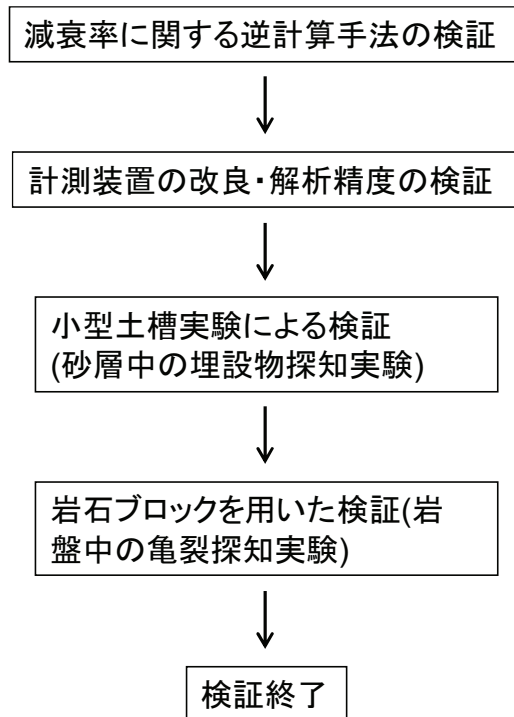 減衰率に関する逆計算手法の検証
計測装置の改良・解析精度の検証
小型土槽実験による検証
(砂層中の埋設物探知実験)
岩石ブロックを用いた検証(岩
盤中の亀裂探知実験)
検証終了